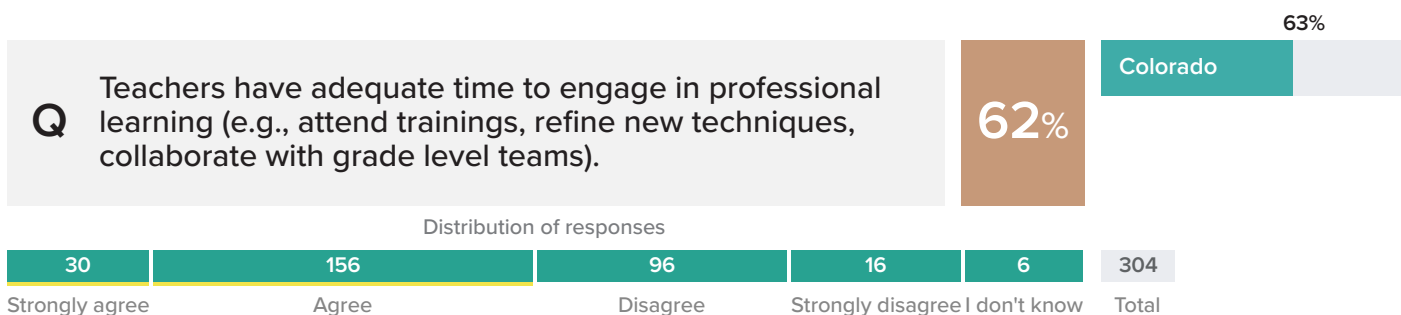 63%
Q
Teachers have adequate time to engage in professional
learning (e.g., attend trainings, refine new techniques,
collaborate with grade level teams).
62%
Colorado
Distribution of responses
30 156 96 16 6 304
Strongly agree Agree Disagree Strongly disagree I don't know Total